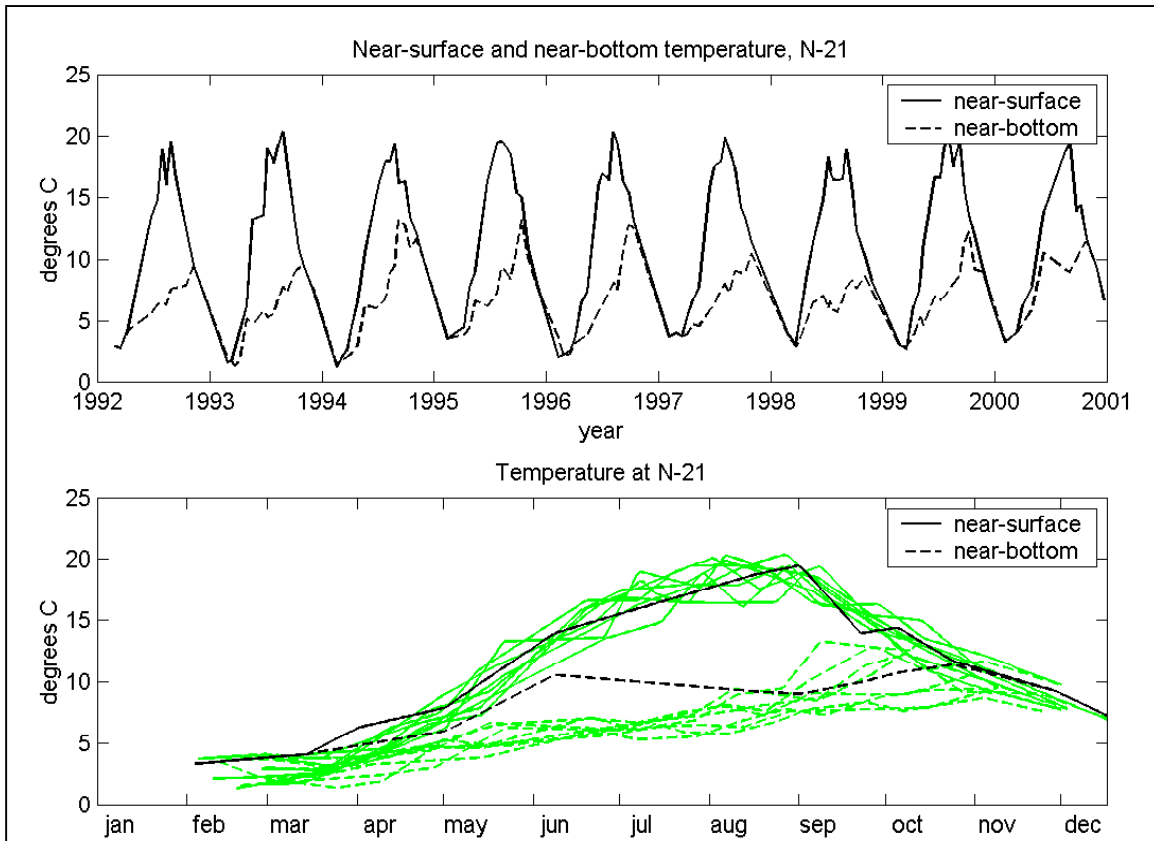 Near-surface and near-bottom temperature, N-21
25
20
15
10
5
0
degrees C
near-surface
near-bottom
1992 1993 1994 1995 1996 1997 1998 1999 2000 2001
year
Temperature at N-21
25
20
15
10
5
0
degrees C
near-surface
near-bottom
jan feb mar apr may jun jul aug sep oct nov dec